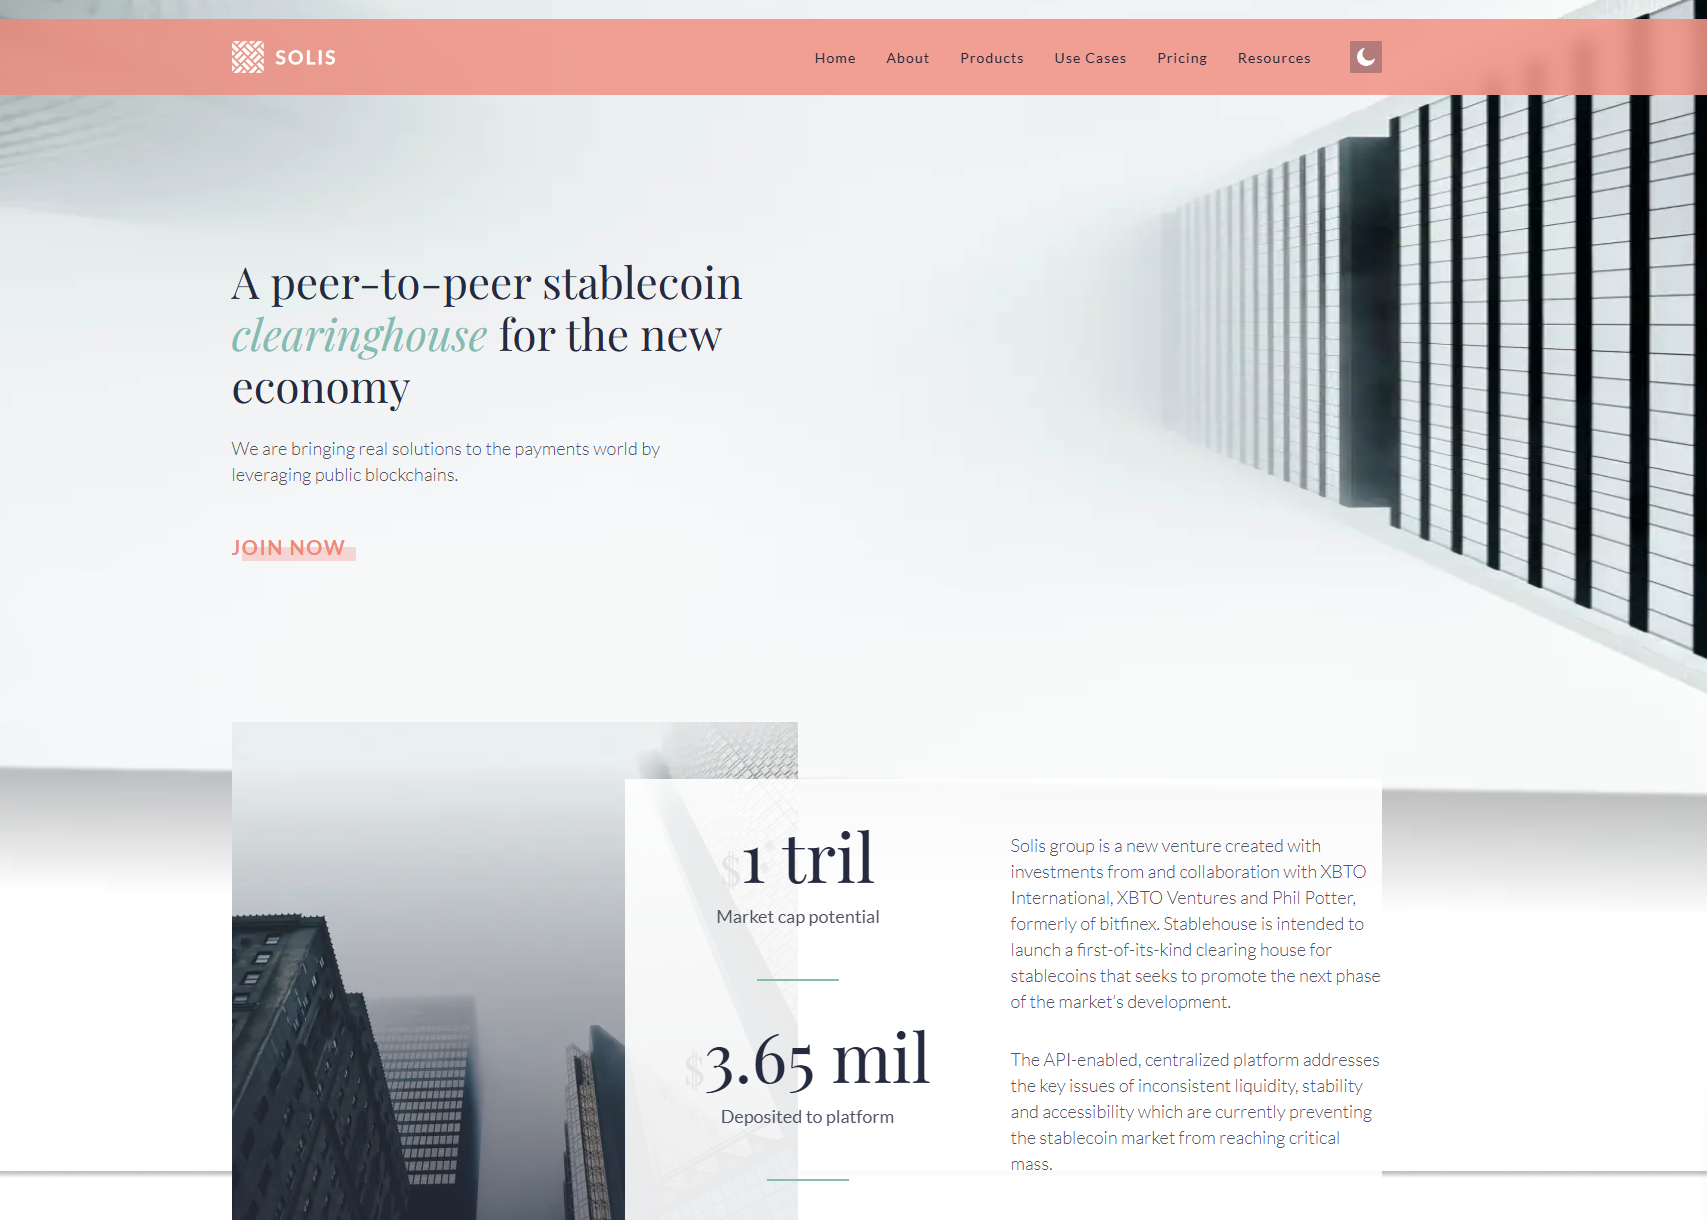 SOLIS
Home About Products Use Cases Pricing Resources
A peer-to-peer stablecoin
clearinghouse for the new
economy
We are bringing real solutions to the payments world by
leveraging public blockchains.
JOIN NOW
$1 tril
Market cap potential
$3.65 mil
Deposited to platform
Solis group is a new venture created with
investments from and collaboration with XBTO
International, XBTO Ventures and Phil Potter,
formerly of bitfinex. Stablehouse is intended to
launch a first-of-its-kind clearing house for
stablecoins that seeks to promote the next phase
of the market's development.
The API-enabled, centralized platform addresses
the key issues of inconsistent liquidity, stability
and accessibility which are currently preventing
the stablecoin market from reaching critical
mass.